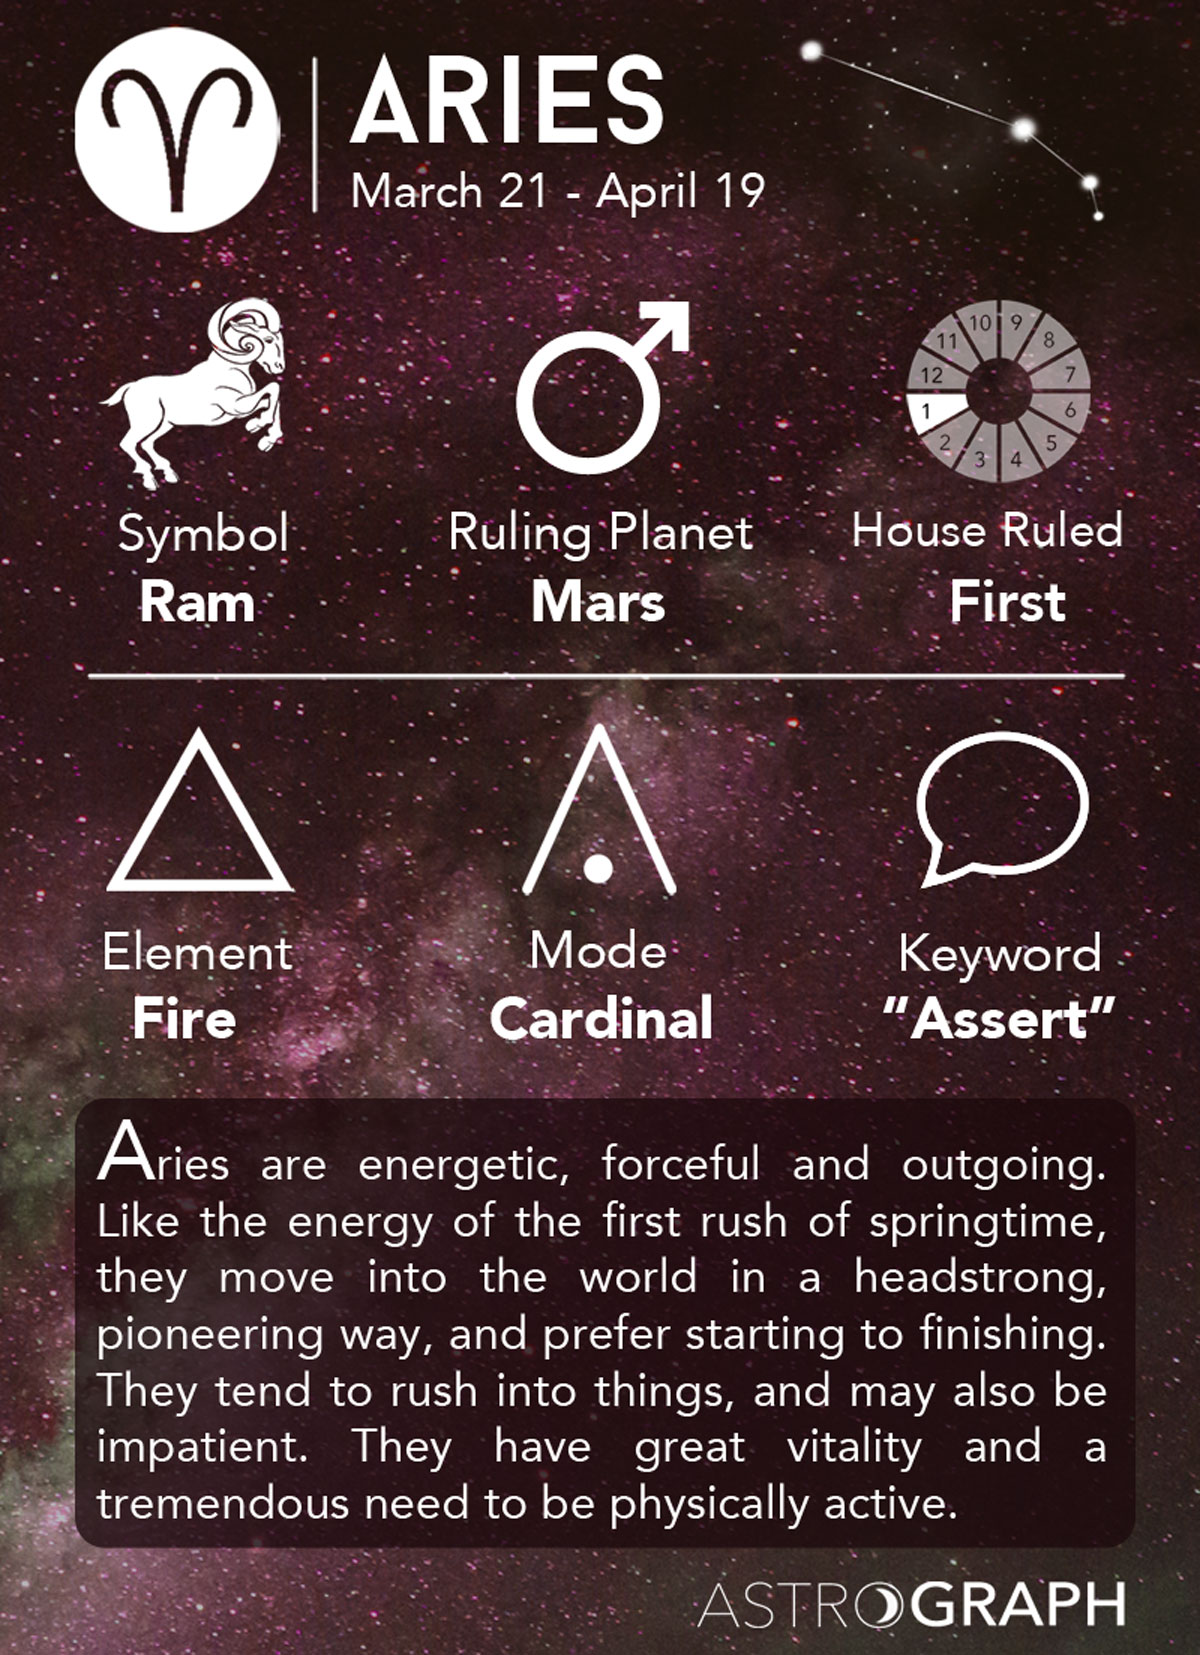 ARIES
March 21 - April 19
10 9
11 8
12 7
1 6
2 5
3 4
Symbol Ruling Planet House Ruled
Ram Mars First
Element Mode Keyword
Fire Cardinal “Assert”
Aries are energetic, forceful and outgoing.
Like the energy of the first rush of springtime,
they move into the world in a headstrong,
pioneering way, and prefer starting to finishing.
They tend to rush into things, and may also be
impatient. They have great vitality and a
tremendous need to be physically active.
ASTROGRAPH